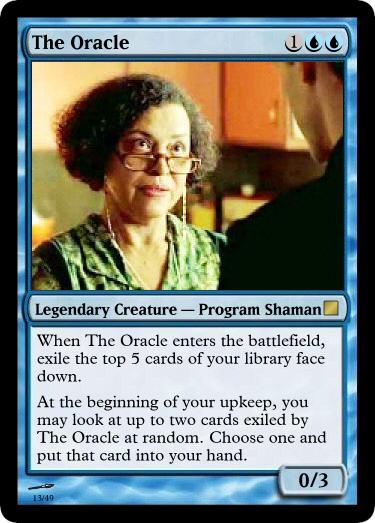 The Oracle 1
Legendary Creature — Program Shaman
When The Oracle enters the battlefield,
exile the top 5 cards of your library face
down.
At the beginning of your upkeep, you
may look at up to two cards exiled by
The Oracle at random. Choose one and
put that card into your hand.
0/3
13/49